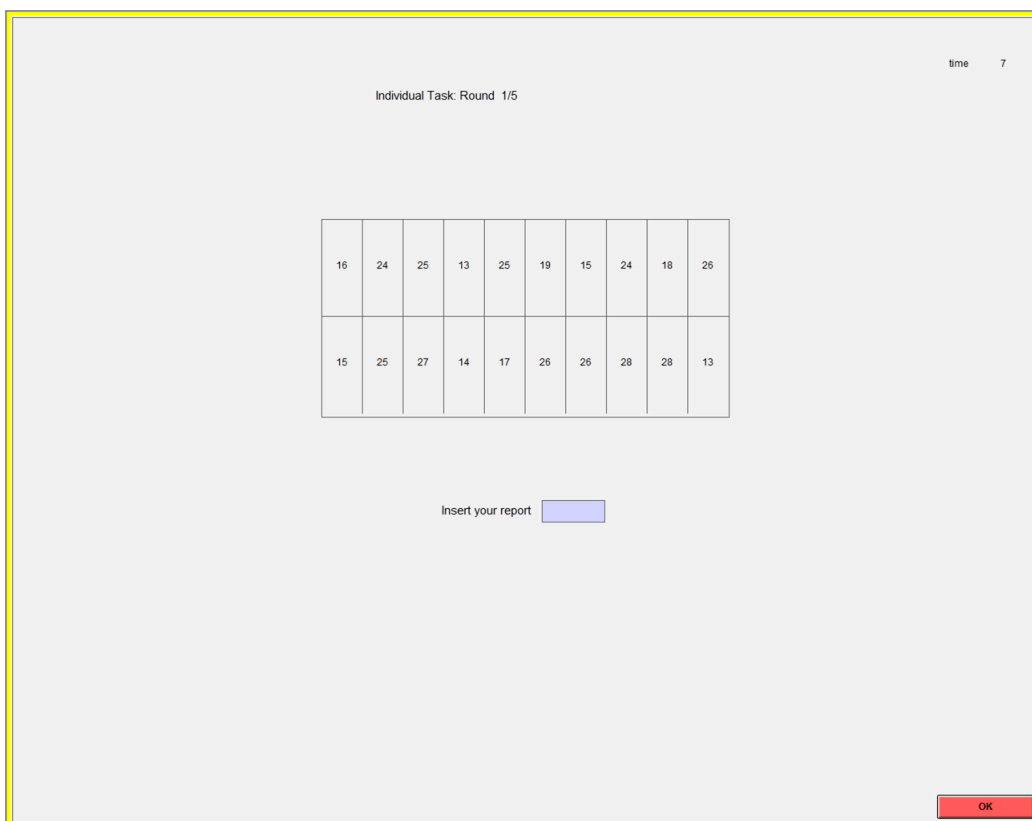 time 7
Individual Task: Round 1/5
16 24 25 13 25 19 15 24 18 26
15 25 27 14 17 26 26 28 28 13
Insert your report
OK